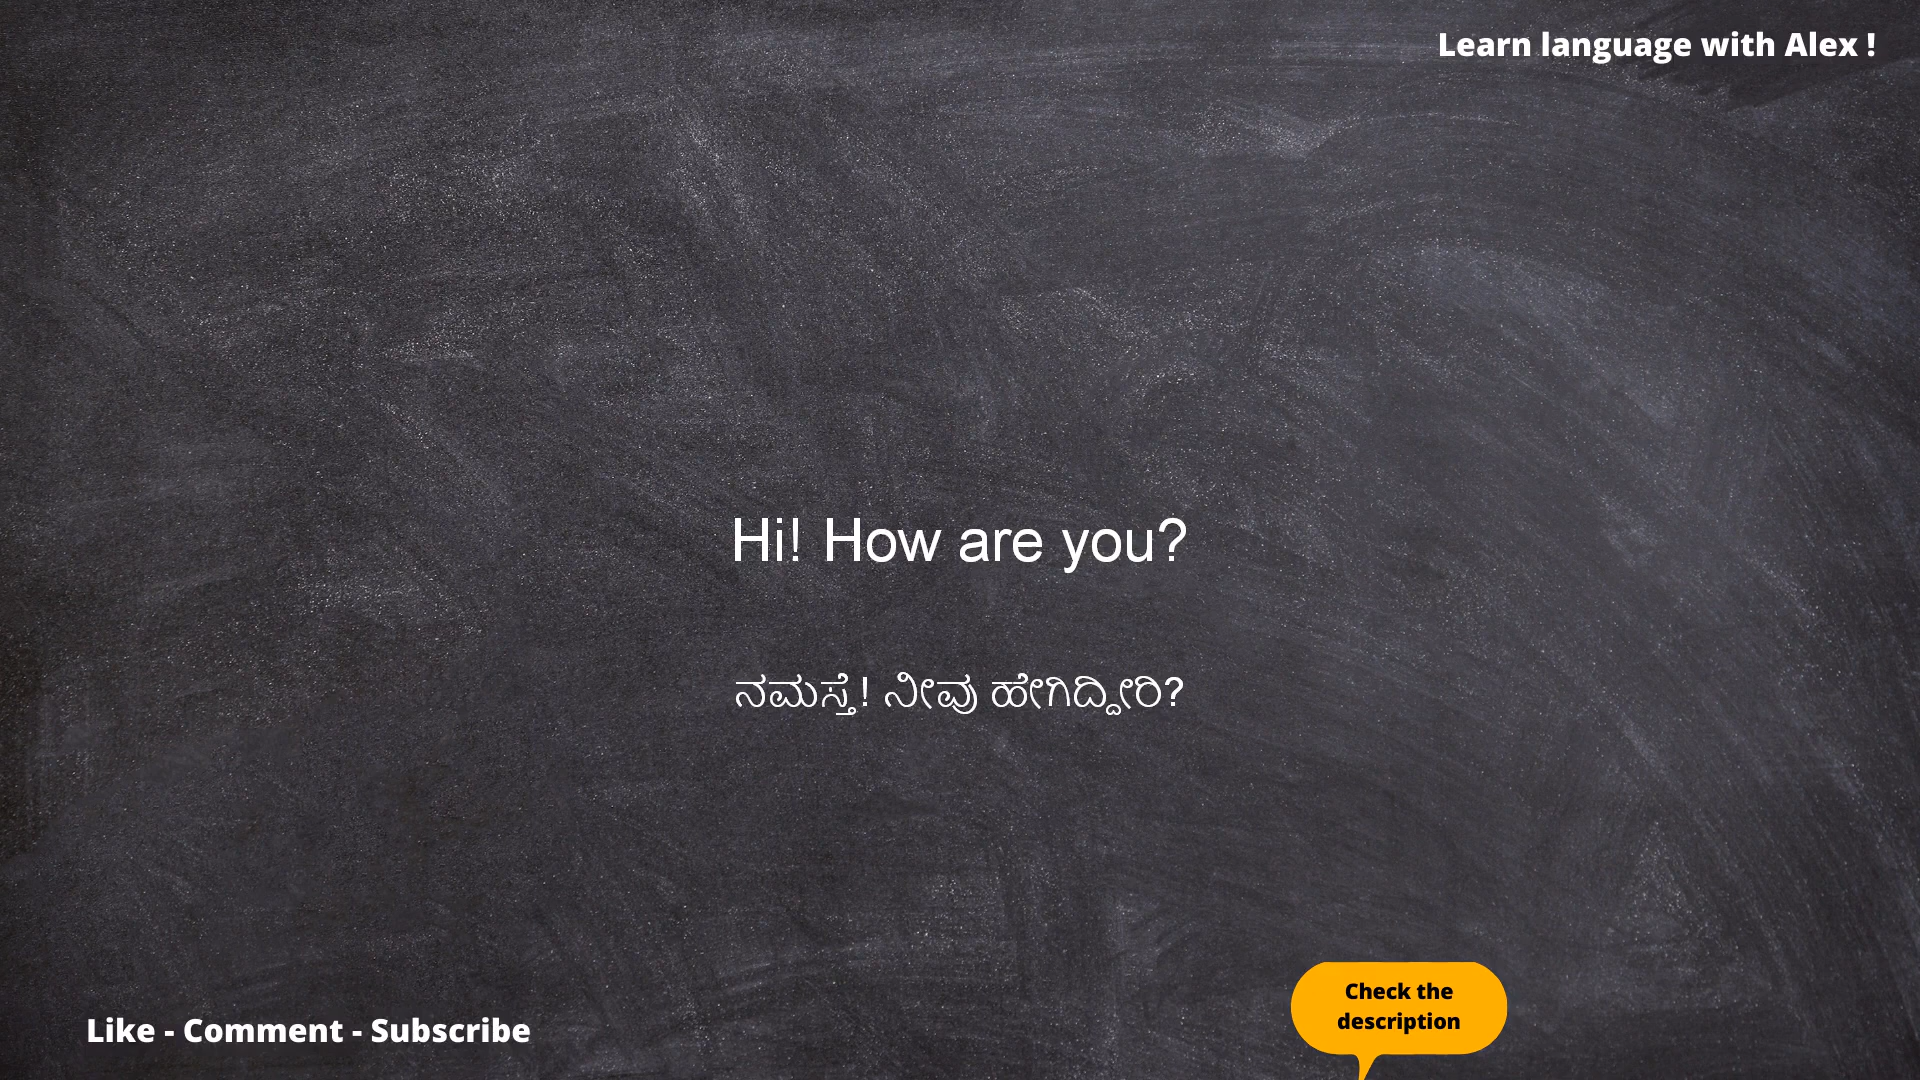 Learn language with Alex !
Hi! How are you?
ನಮಸ್ತೆ! ನೀವು ಹೇಗಿದ್ದೀರಿ?
Check the
description
Like - Comment - Subscribe